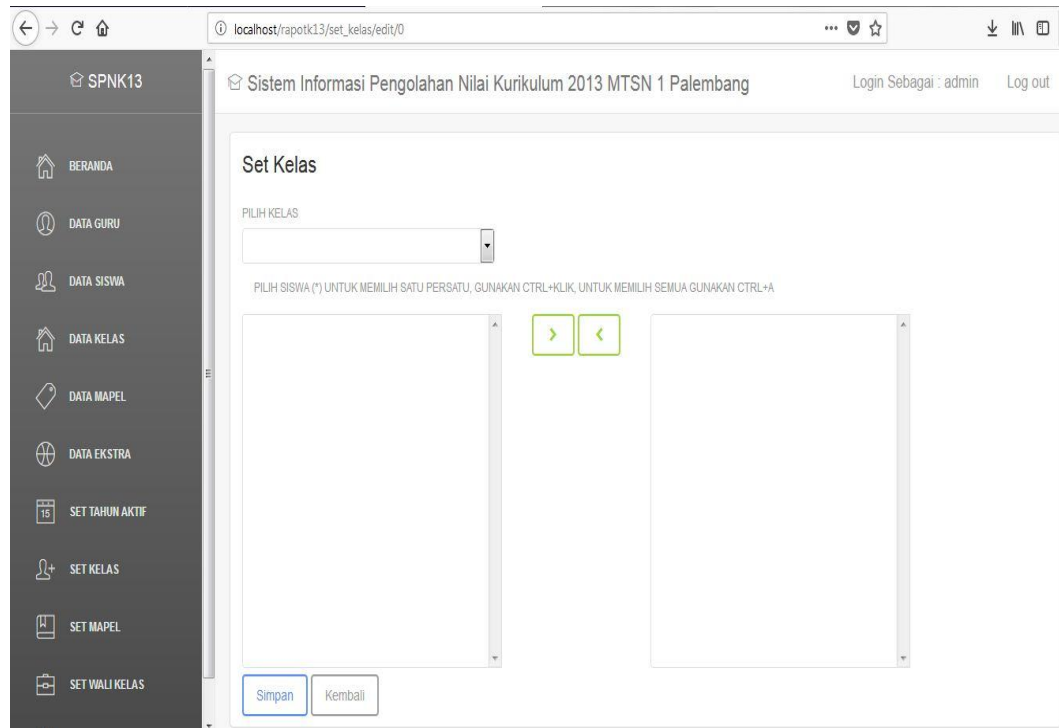 localhost/rapotk13/set_kelas/edit/0
SPNK13
Sistem Informasi Pengolahan Nilai Kurikulum 2013 MTSN 1 Palembang
Login Sebagai : admin
Log out
BERANDA
DATA GURU
DATA SISWA
DATA KELAS
DATA MAPEL
DATA EKSTRA
15
SET TAHUN AKTIF
SET KELAS
SET MAPEL
SET WALI KELAS
Set Kelas
PILIH KELAS
PILIH SISWA (*) UNTUK MEMILIH SATU PERSATU, GUNAKAN CTRL+KLIK, UNTUK MEMILIH SEMUA GUNAKAN CTRL+A
Simpan
Kembali